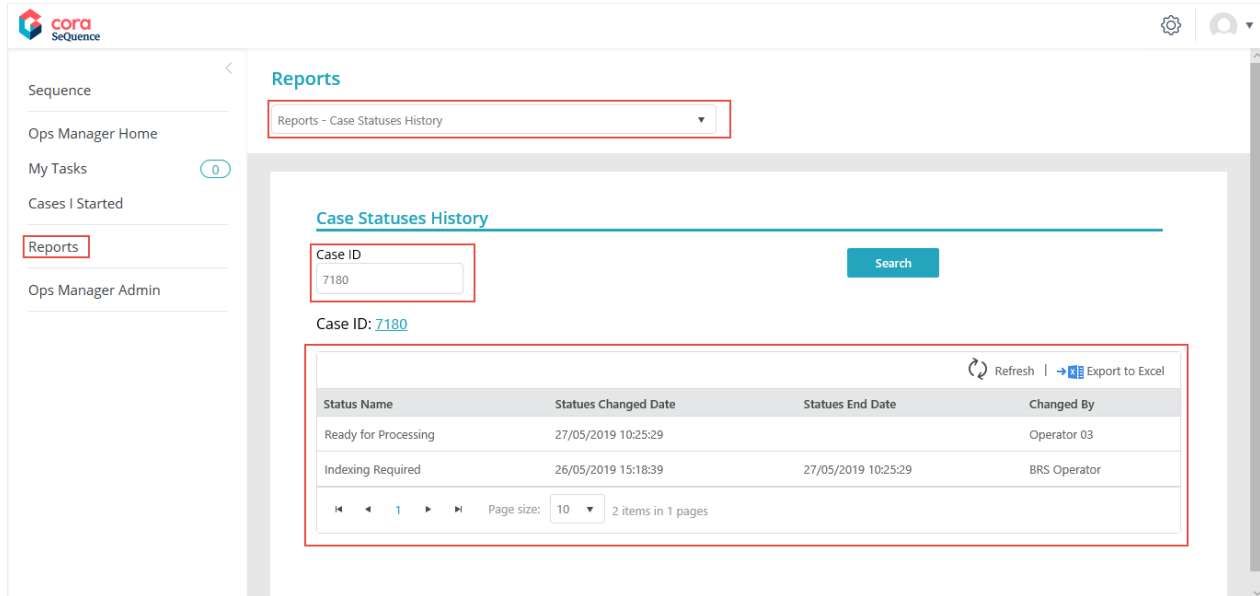 cora
SeQuence
Sequence
Ops Manager Home
My Tasks 0
Cases I Started
Reports
Ops Manager Admin
Reports
Reports - Case Statuses History
Case Statuses History
Case ID
7180
Search
Case ID: 7180
Refresh | Export to Excel
Status Name Statues Changed Date Statues End Date Changed By
Ready for Processing 27/05/2019 10:25:29 Operator 03
Indexing Required 26/05/2019 15:18:39 27/05/2019 10:25:29 BRS Operator
1 Page size: 10 2 items in 1 pages